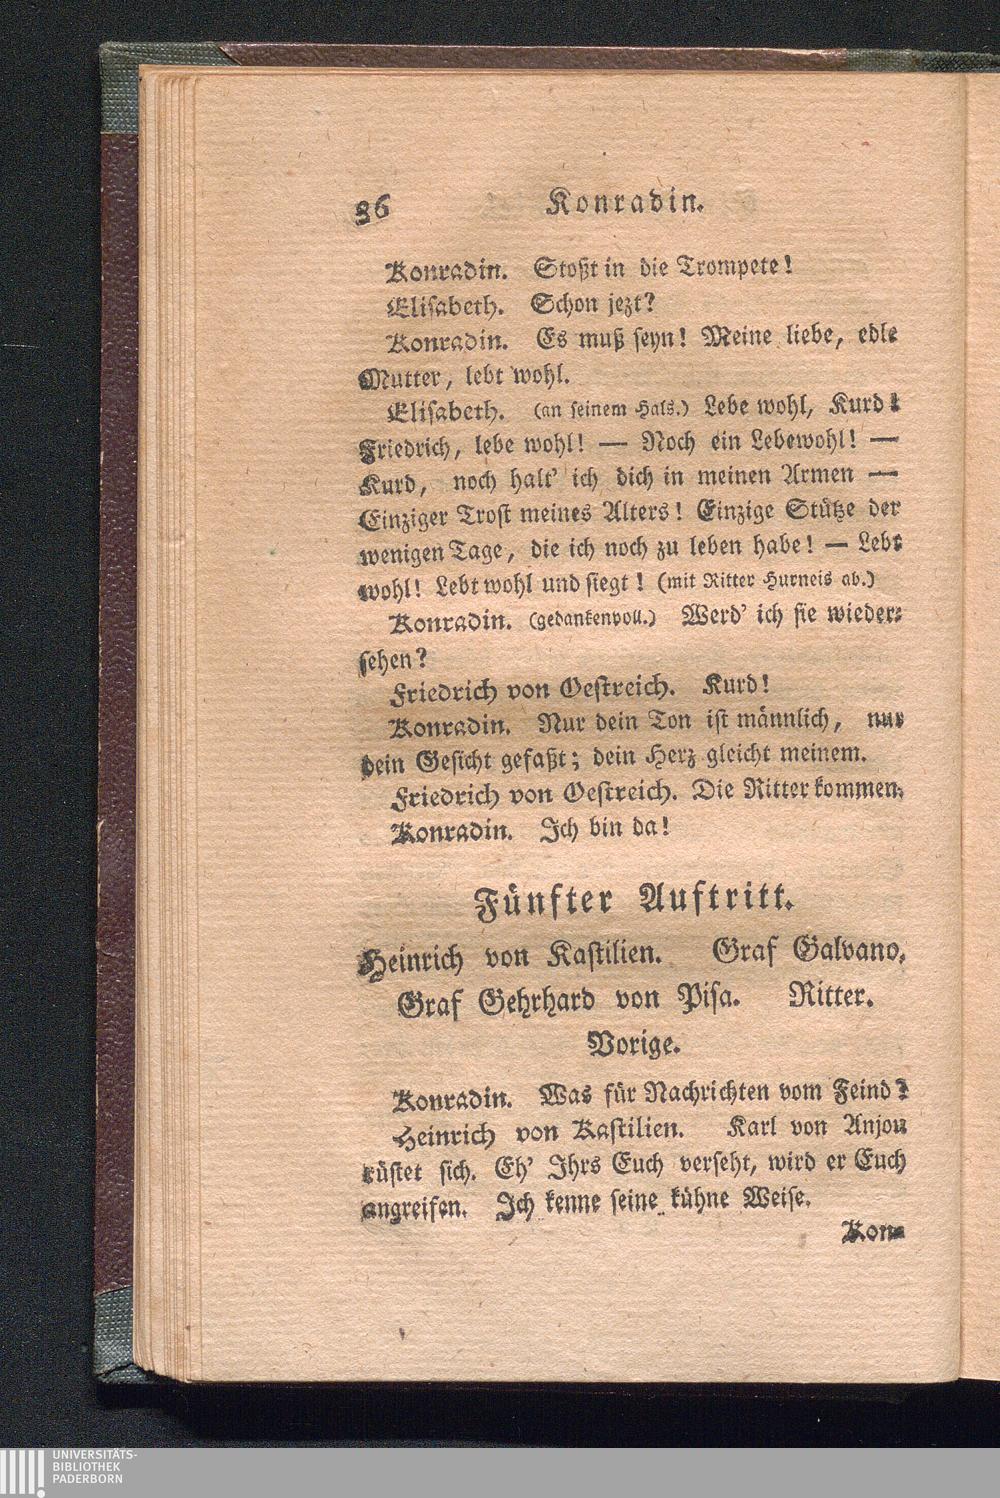 36 Konradin.
Konradin. Stoßt in die Trompete!
Elisabeth. Schon jezt?
Konradin. Es muß seyn! Meine liebe, edle
Mutter, lebt wohl.
Elisabeth. (an seinem Hals.) Lebe wohl, Kurd!
Friedrich, lebe wohl! — Noch ein Lebewohl! —
Kurd, noch halt' ich dich in meinen Armen —
Einziger Trost meines Alters! Einzige Stütze der
wenigen Tage, die ich noch zu leben habe! — Lebt
wohl! Lebt wohl und siegt! (mit Ritter Hurneis ab.)
Konradin. (gedankenvoll.) Werd' ich sie wieder-
sehen?
Friedrich von Oestreich. Kurd!
Konradin. Nur dein Ton ist männlich, nur
dein Gesicht gefaßt; dein Herz gleicht meinem.
Friedrich von Oestreich. Die Ritter kommen.
Konradin. Ich bin da!
Fünfter Auftritt.
Heinrich von Kastilien. Graf Galvano.
Graf Gehrhard von Pisa. Ritter.
Vorige.
Konradin. Was für Nachrichten vom Feind?
Heinrich von Kastilien. Karl von Anjou
rüstet sich. Eh' Ihrs Euch verseht, wird er Euch
angreifen. Ich kenne seine kühne Weise.
Kon-
UNIVERSITÄTS-
BIBLIOTHEK
PADERBORN